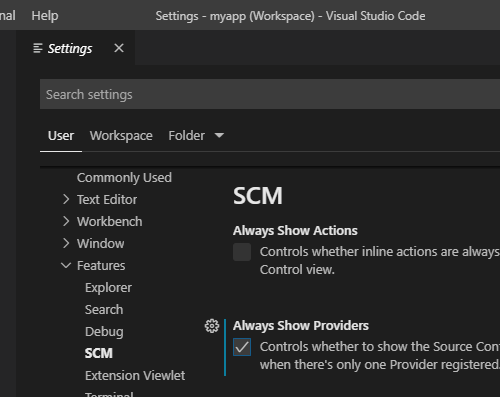 nal Help Settings - myapp (Workspace) - Visual Studio Code
Settings
Search settings
User Workspace Folder
Commonly Used
Text Editor
Workbench
Window
Features
Explorer
Search
Debug
SCM
Extension Viewlet
Terminal
SCM
Always Show Actions
Controls whether inline actions are always
Control view.
Always Show Providers
Controls whether to show the Source Con
when there's only one Provider registered.